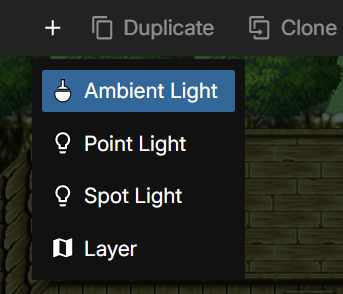 + Duplicate Clone
Ambient Light
Point Light
Spot Light
Layer